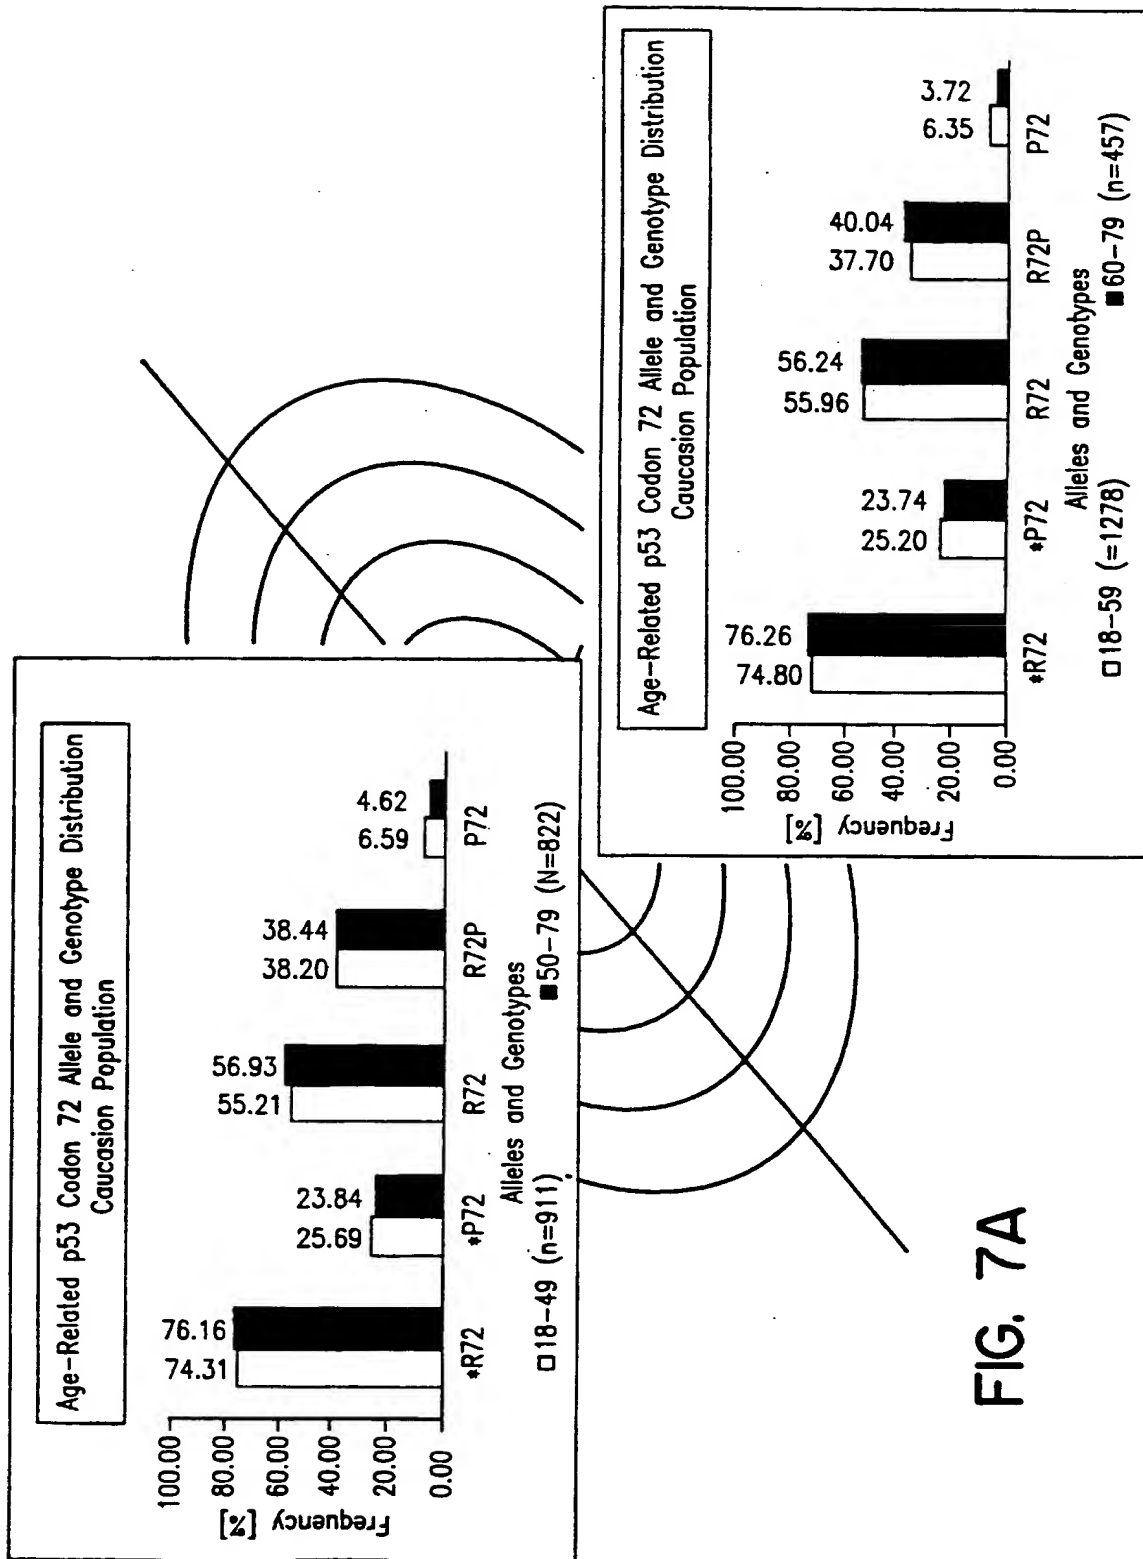 Age-Related p53 Codon 72 Allele and Genotype Distribution
Caucasion Population
Frequency [%]
100.00
80.00
60.00
40.00
20.00
0.00
74.31 76.16
25.69 23.84
55.21 56.93
38.20 38.44
6.59 4.62
*R72 *P72 R72 R72P P72
Alleles and Genotypes
□18-49 (n=911) ■50-79 (N=822)
Age-Related p53 Codon 72 Allele and Genotype Distribution
Caucasion Population
Frequency [%]
100.00
80.00
60.00
40.00
20.00
0.00
74.80 76.26
25.20 23.74
55.96 56.24
37.70 40.04
6.35 3.72
*R72 *P72 R72 R72P P72
Alleles and Genotypes
□18-59 (=1278) ■60-79 (n=457)
FIG. 7A